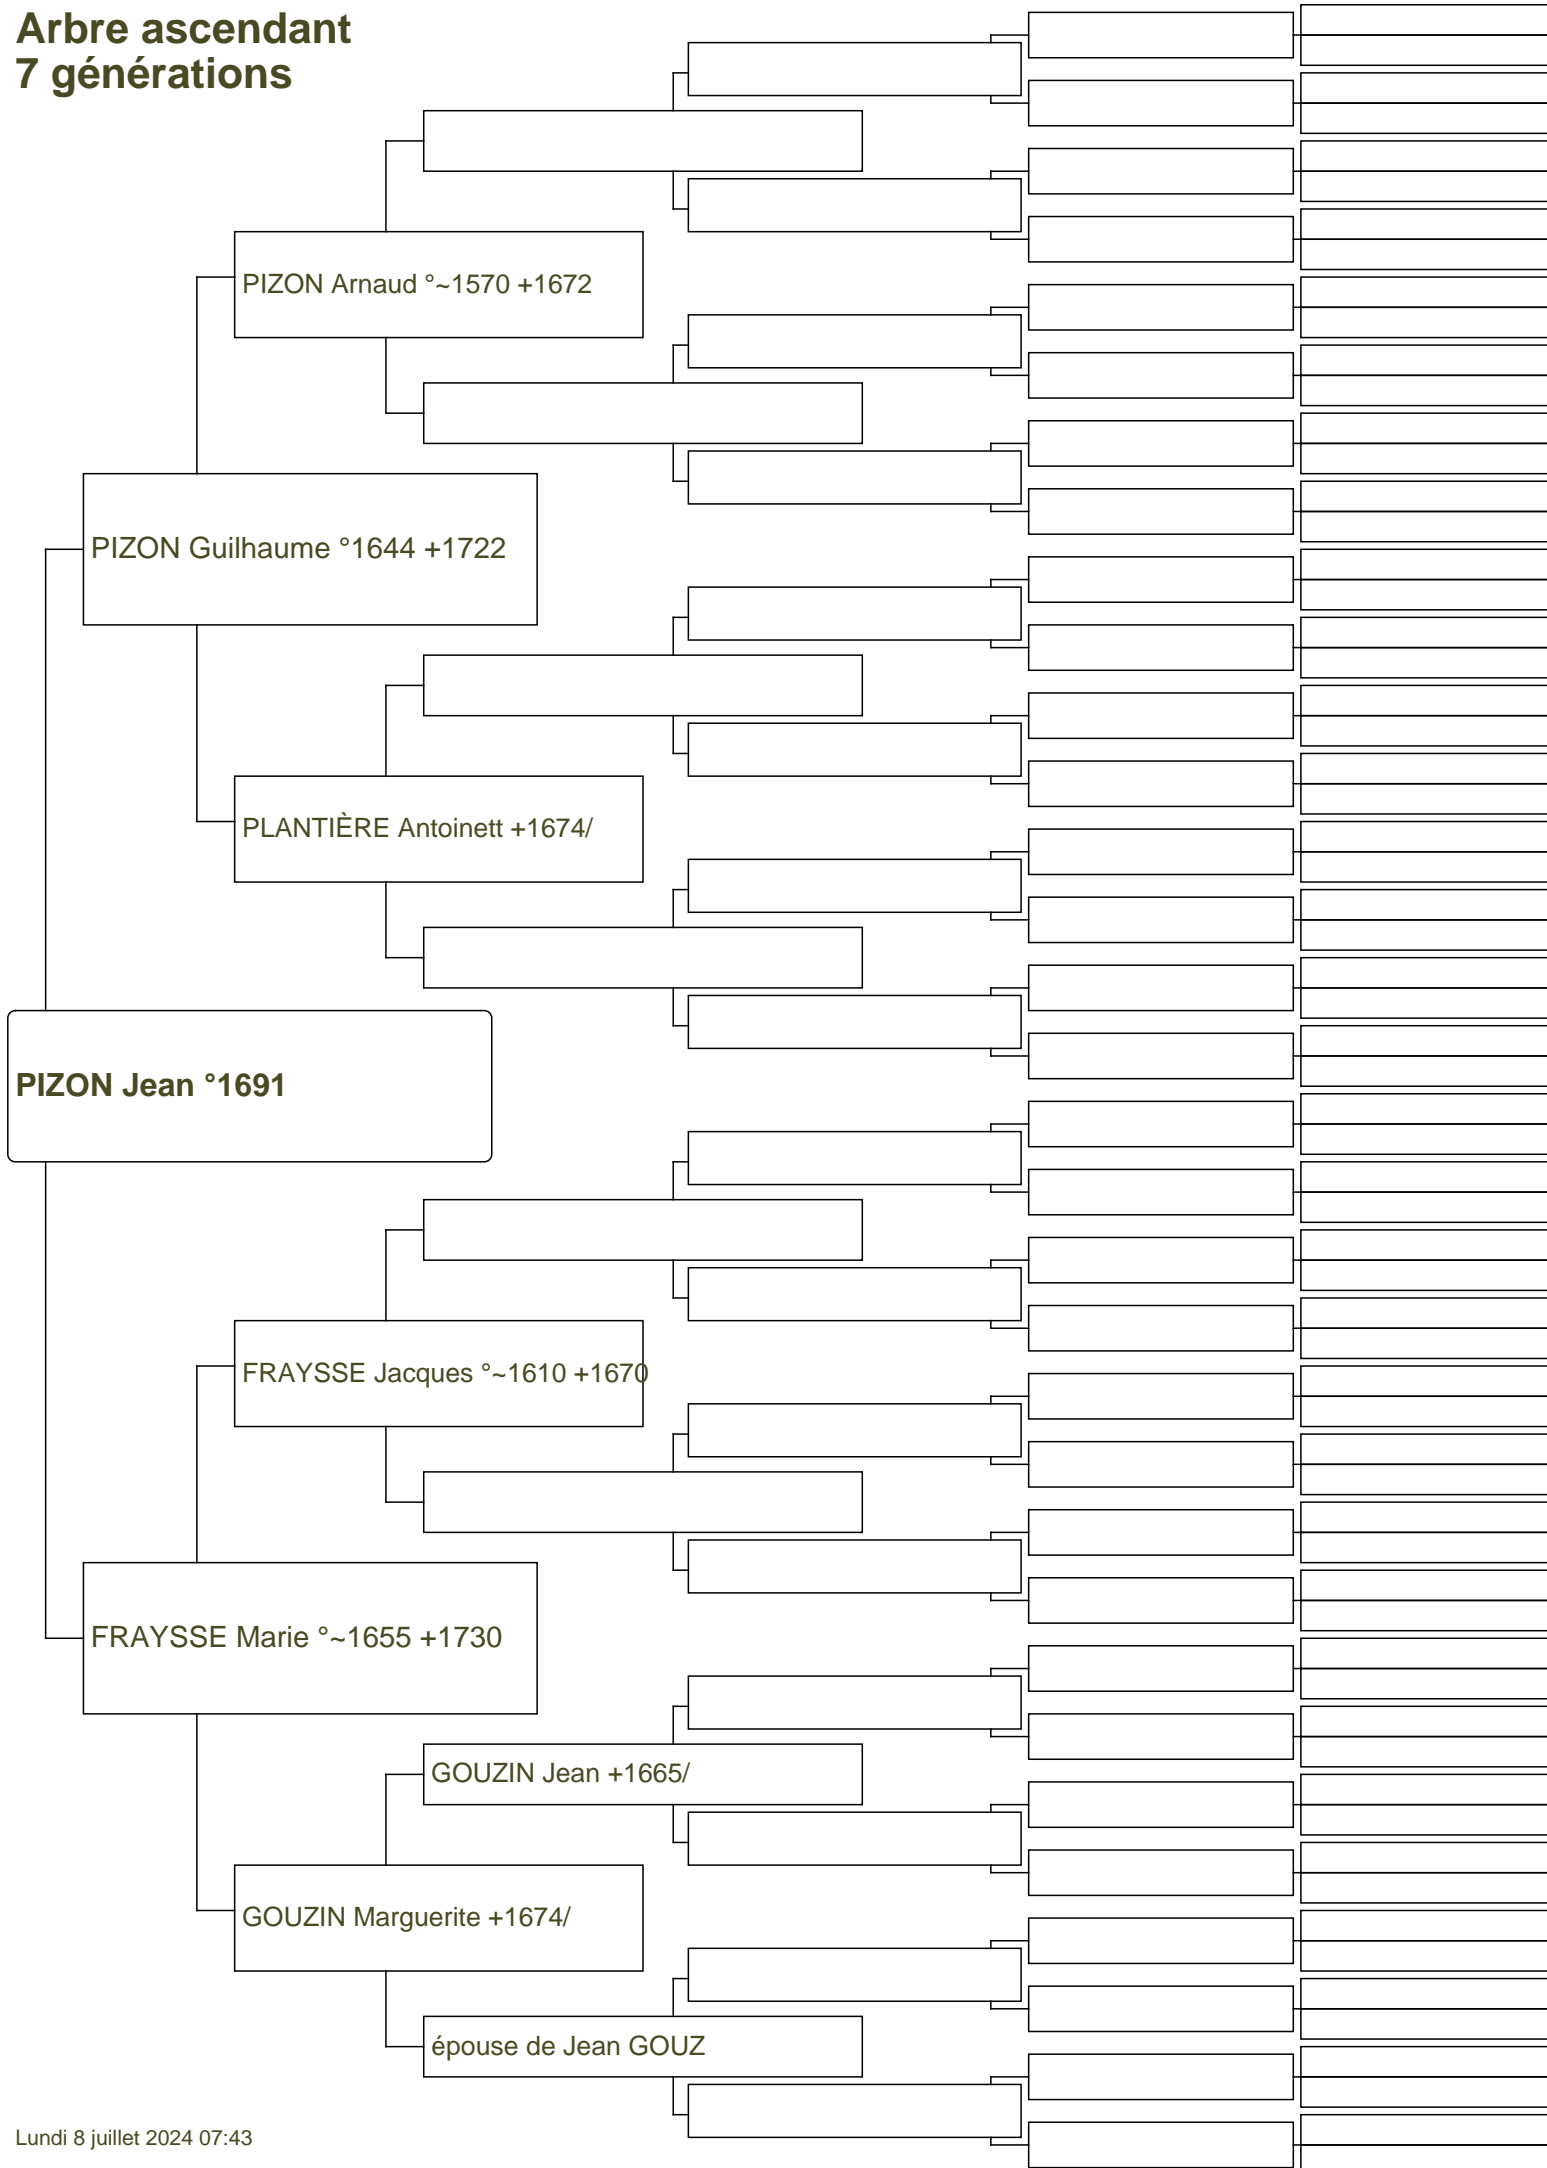 Arbre ascendant
7 générations
PIZON Arnaud °~1570 +1672
PIZON Guilhaume °1644 +1722
PLANTIÈRE Antoinett +1674/
PIZON Jean °1691
FRAYSSE Jacques °~1610 +1670
FRAYSSE Marie °~1655 +1730
GOUZIN Jean +1665/
GOUZIN Marguerite +1674/
épouse de Jean GOUZ
Lundi 8 juillet 2024 07:43